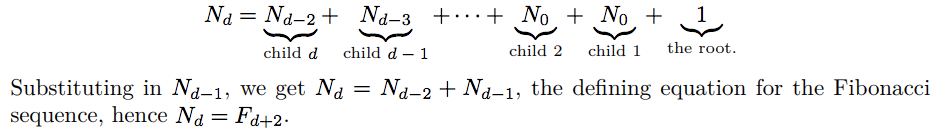 N_d = N_{d−2} + N_{d−3} + ··· + N_0 + N_0 + 1
child d child d − 1 child 2 child 1 the root.
Substituting in N_{d−1}, we get N_d = N_{d−2} + N_{d−1}, the defining equation for the Fibonacci
sequence, hence N_d = F_{d+2}.